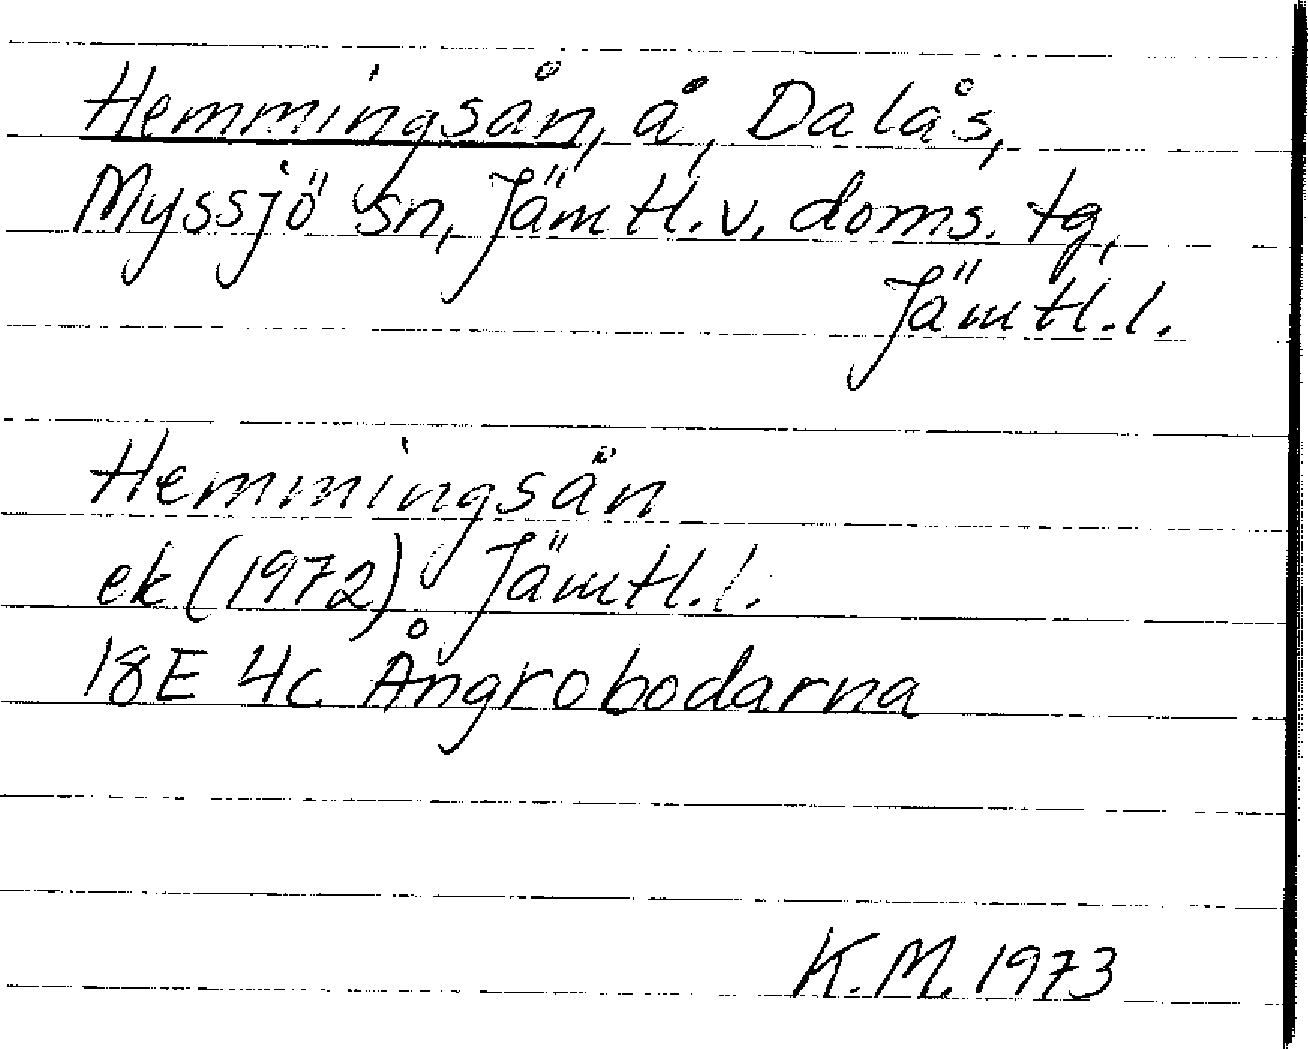 Hemmingsån, å, Dalås,
Myssjö sn, Jämtl. v. doms. tg,
Jämtl. l.
Hemmingsån
ek (1972) Jämtl. l.
18E 4c Ångrobodarna
K.M. 1973